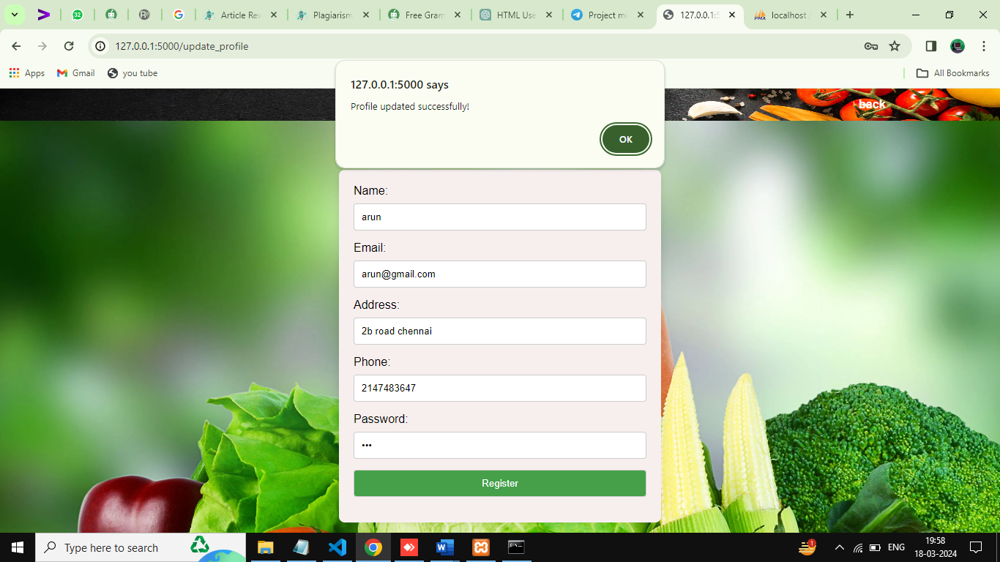 32
Article Rev
Plagiarism
Free Gram
HTML Use
Project mi
127.0.0.1:5
PMA
localhost /
127.0.0.1:5000/update_profile
Apps
Gmail
you tube
All Bookmarks
127.0.0.1:5000 says
Profile updated successfully!
OK
back
Name:
arun
Email:
arun@gmail.com
Address:
2b road chennai
Phone:
2147483647
Password:
•••
Register
Type here to search
1
ENG
19:58
18-03-2024